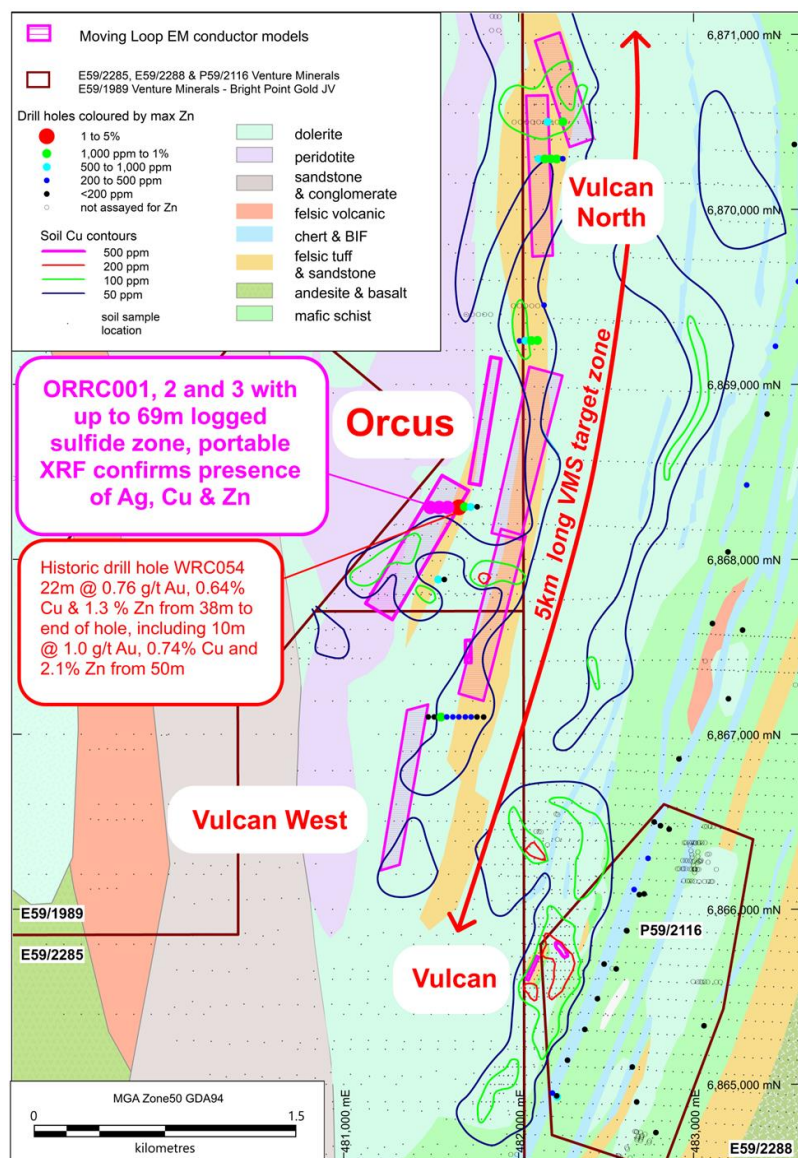 Moving Loop EM conductor models
E59/2285, E59/2288 & P59/2116 Venture Minerals
E59/1989 Venture Minerals - Bright Point Gold JV
Drill holes coloured by max Zn
1 to 5%
1,000 ppm to 1%
500 to 1,000 ppm
200 to 500 ppm
<200 ppm
not assayed for Zn
Soil Cu contours
500 ppm
200 ppm
100 ppm
50 ppm
soil sample
location
dolerite
peridotite
sandstone
& conglomerate
felsic volcanic
chert & BIF
felsic tuff
& sandstone
andesite & basalt
mafic schist
6,871,000 mN
Vulcan
North
6,870,000 mN
ORRC001, 2 and 3 with
up to 69m logged
sulfide zone, portable
XRF confirms presence
of Ag, Cu & Zn
Orcus
6,869,000 mN
5km long VMS target zone
Historic drill hole WRC054
22m @ 0.76 g/t Au, 0.64%
Cu & 1.3 % Zn from 38m to
end of hole, including 10m
@ 1.0 g/t Au, 0.74% Cu and
2.1% Zn from 50m
6,868,000 mN
6,867,000 mN
Vulcan West
E59/1989
6,866,000 mN
P59/2116
E59/2285
Vulcan
6,865,000 mN
MGA Zone50 GDA94
0
1.5
kilometres
481,000 mE
482,000 mE
483,000 mE
E59/2288